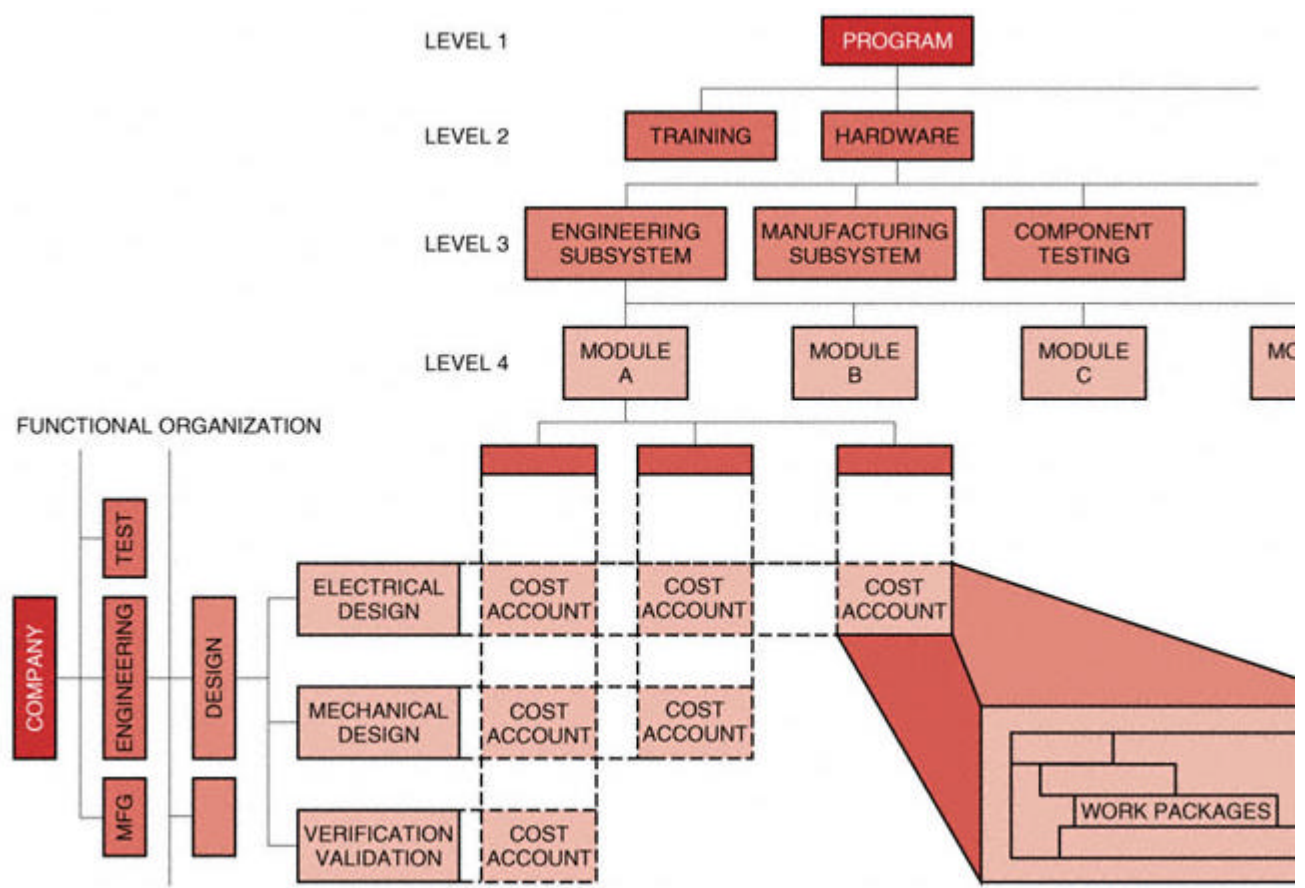 LEVEL 1
PROGRAM
LEVEL 2
TRAINING
HARDWARE
LEVEL 3
ENGINEERING
SUBSYSTEM
MANUFACTURING
SUBSYSTEM
COMPONENT
TESTING
LEVEL 4
MODULE
A
MODULE
B
MODULE
C
FUNCTIONAL ORGANIZATION
COMPANY
TEST
ENGINEERING
MFG
DESIGN
ELECTRICAL
DESIGN
COST
ACCOUNT
COST
ACCOUNT
COST
ACCOUNT
MECHANICAL
DESIGN
COST
ACCOUNT
COST
ACCOUNT
VERIFICATION
VALIDATION
COST
ACCOUNT
WORK PACKAGES